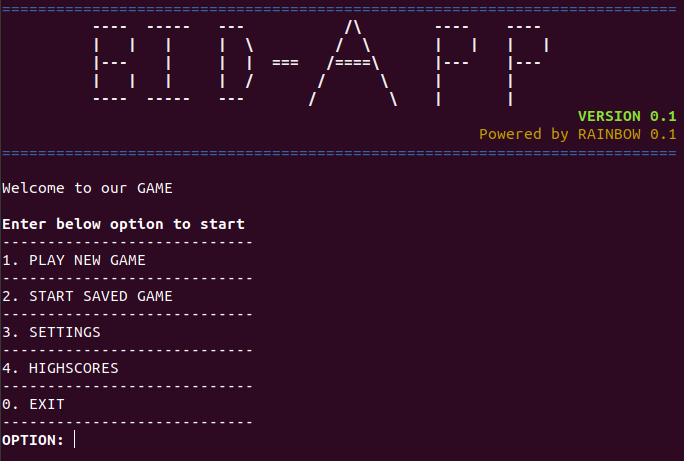 ===========================================================================
BID-APP
VERSION 0.1
Powered by RAINBOW 0.1
===========================================================================
Welcome to our GAME
Enter below option to start
----------------------------
1. PLAY NEW GAME
----------------------------
2. START SAVED GAME
----------------------------
3. SETTINGS
----------------------------
4. HIGHSCORES
----------------------------
0. EXIT
----------------------------
OPTION: